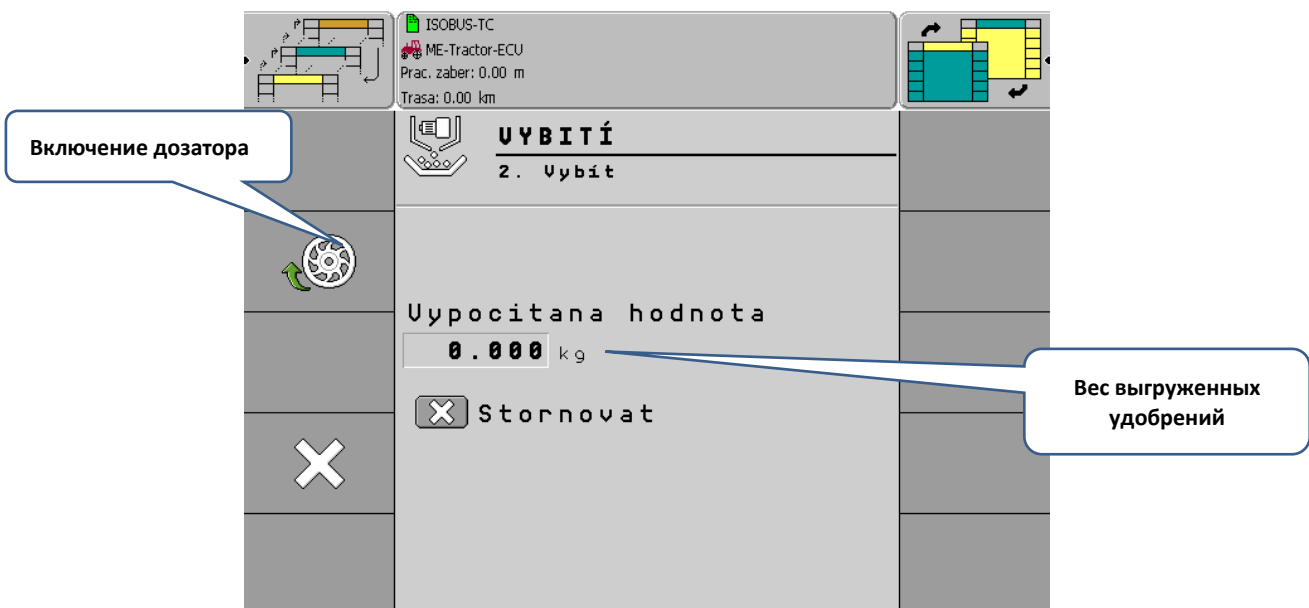 ISOBUS-TC
ME-Tractor-ECU
Prac. zaber: 0.00 m
Trasa: 0.00 km
Включение дозатора
VYBITÍ
2. Vybít
Vypocitana hodnota
0.000 kg
Вес выгруженных
удобрений
Stornovat